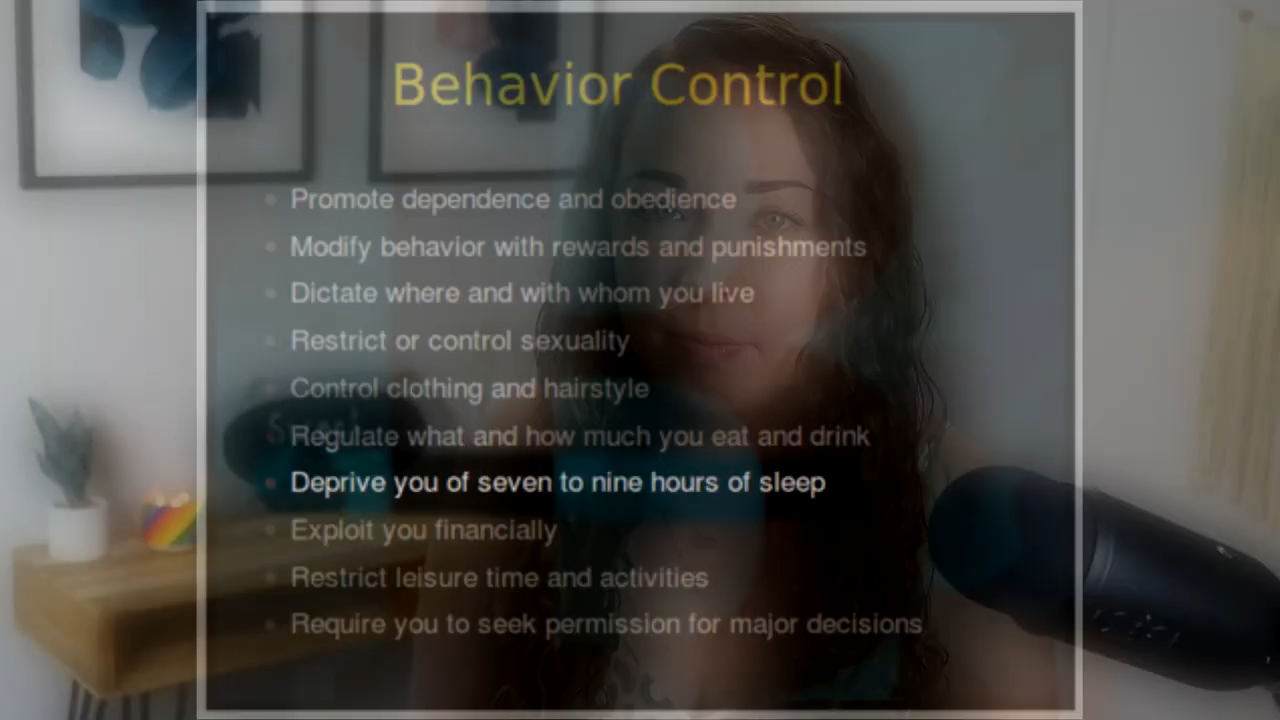 Behavior Control
Promote dependence and obedience
Modify behavior with rewards and punishments
Dictate where and with whom you live
Restrict or control sexuality
Control clothing and hairstyle
Regulate what and how much you eat and drink
Deprive you of seven to nine hours of sleep
Exploit you financially
Restrict leisure time and activities
Require you to seek permission for major decisions